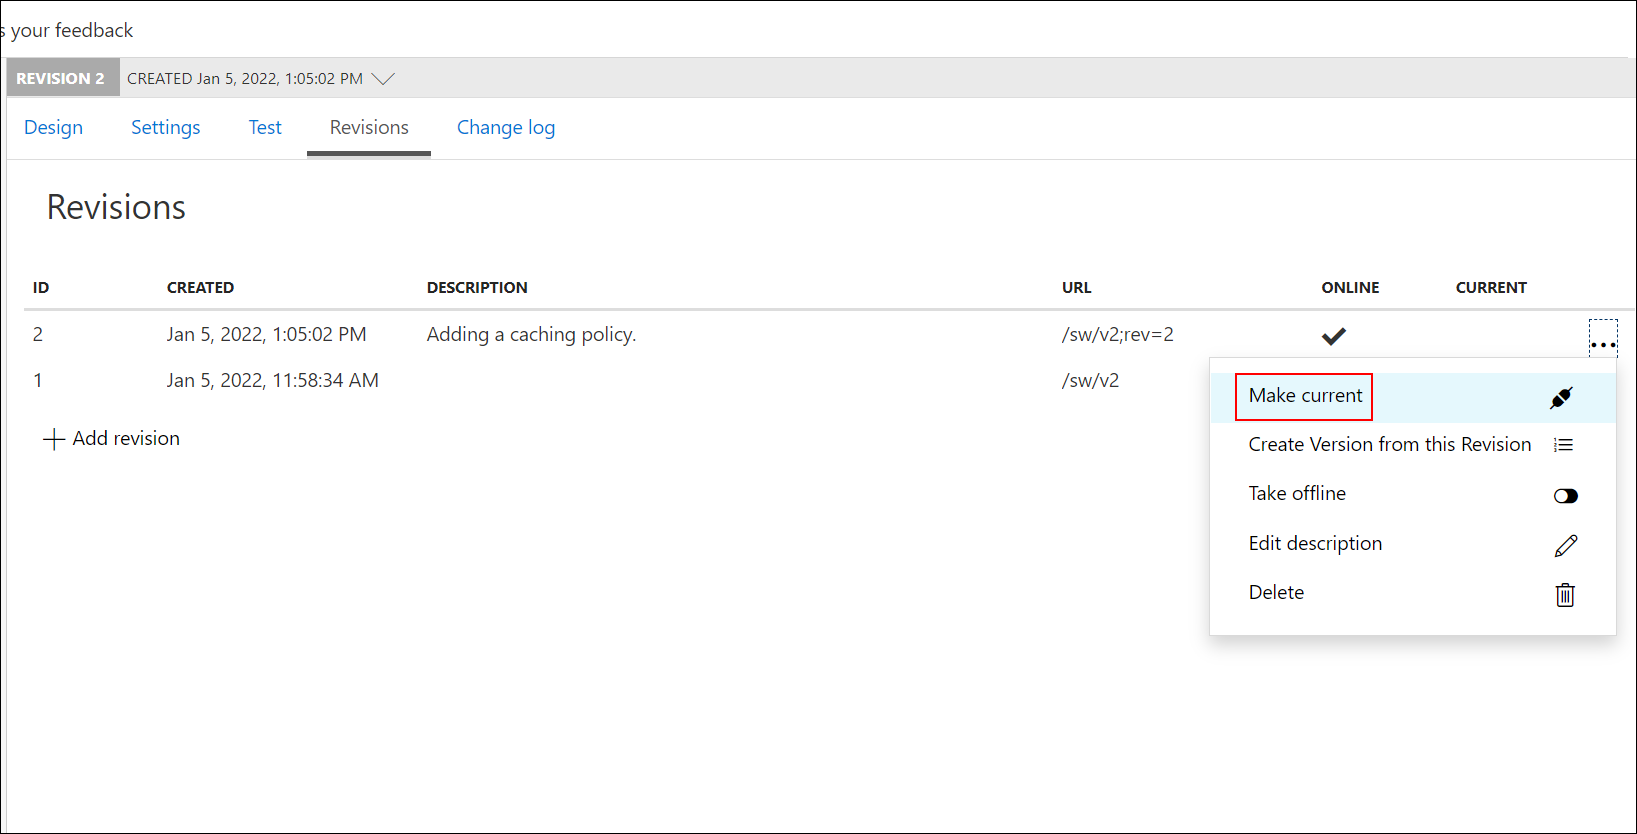 s your feedback
REVISION 2 CREATED Jan 5, 2022, 1:05:02 PM
Design Settings Test Revisions Change log
Revisions
ID CREATED DESCRIPTION URL ONLINE CURRENT
2 Jan 5, 2022, 1:05:02 PM Adding a caching policy. /sw/v2;rev=2
1 Jan 5, 2022, 11:58:34 AM /sw/v2
Add revision
Make current
Create Version from this Revision
Take offline
Edit description
Delete